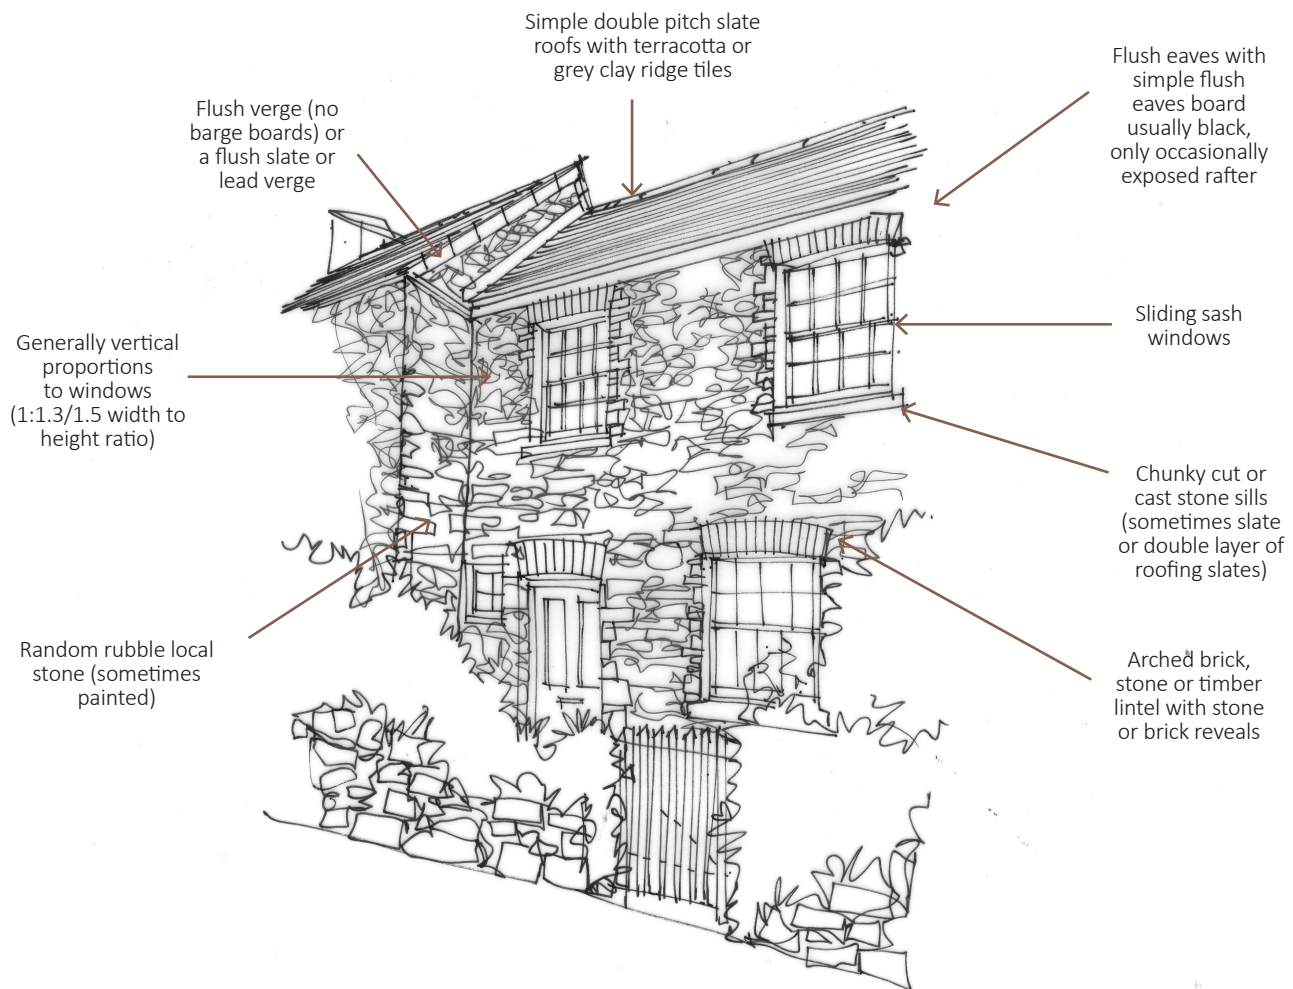 Simple double pitch slate
roofs with terracotta or
grey clay ridge tiles
Flush eaves with
simple flush
eaves board
usually black,
only occasionally
exposed rafter
Flush verge (no
barge boards) or
a flush slate or
lead verge
Sliding sash
windows
Generally vertical
proportions
to windows
(1:1.3/1.5 width to
height ratio)
Chunky cut or
cast stone sills
(sometimes slate
or double layer of
roofing slates)
Random rubble local
stone (sometimes
painted)
Arched brick,
stone or timber
lintel with stone
or brick reveals